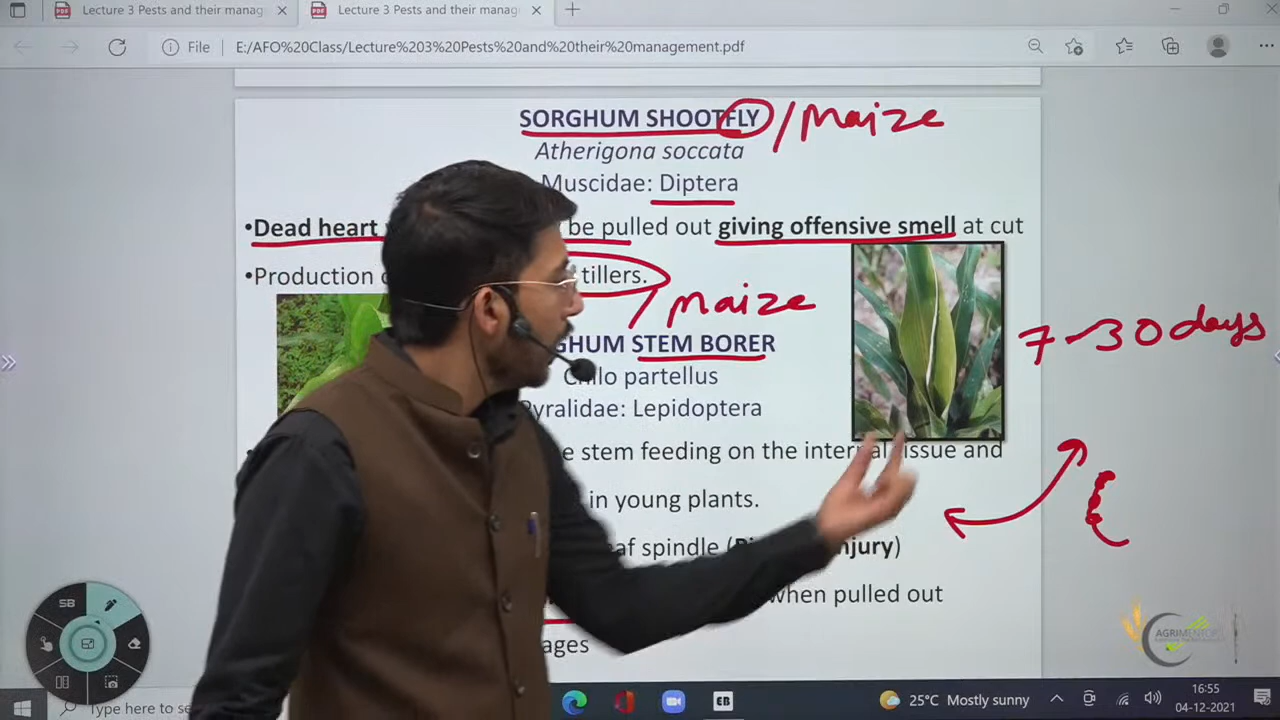 Lecture 3 Pests and their manag
Lecture 3 Pests and their manag
File E:/AFO%20Class/Lecture%203%20Pests%20and%20their%20management.pdf
SORGHUM SHOOTFLY / Maize
Atherigona soccata
Muscidae: Diptera
•Dead heart be pulled out giving offensive smell at cut
•Production tillers.
/ Maize
7-30 days
GHUM STEM BORER
Chilo partellus
Pyralidae: Lepidoptera
stem feeding on the internal tissue and
in young plants.
spindle (
when pulled out
ages
SB
AGRIMENTORS
Type here to se
EB
25°C Mostly sunny
16:55
04-12-2021